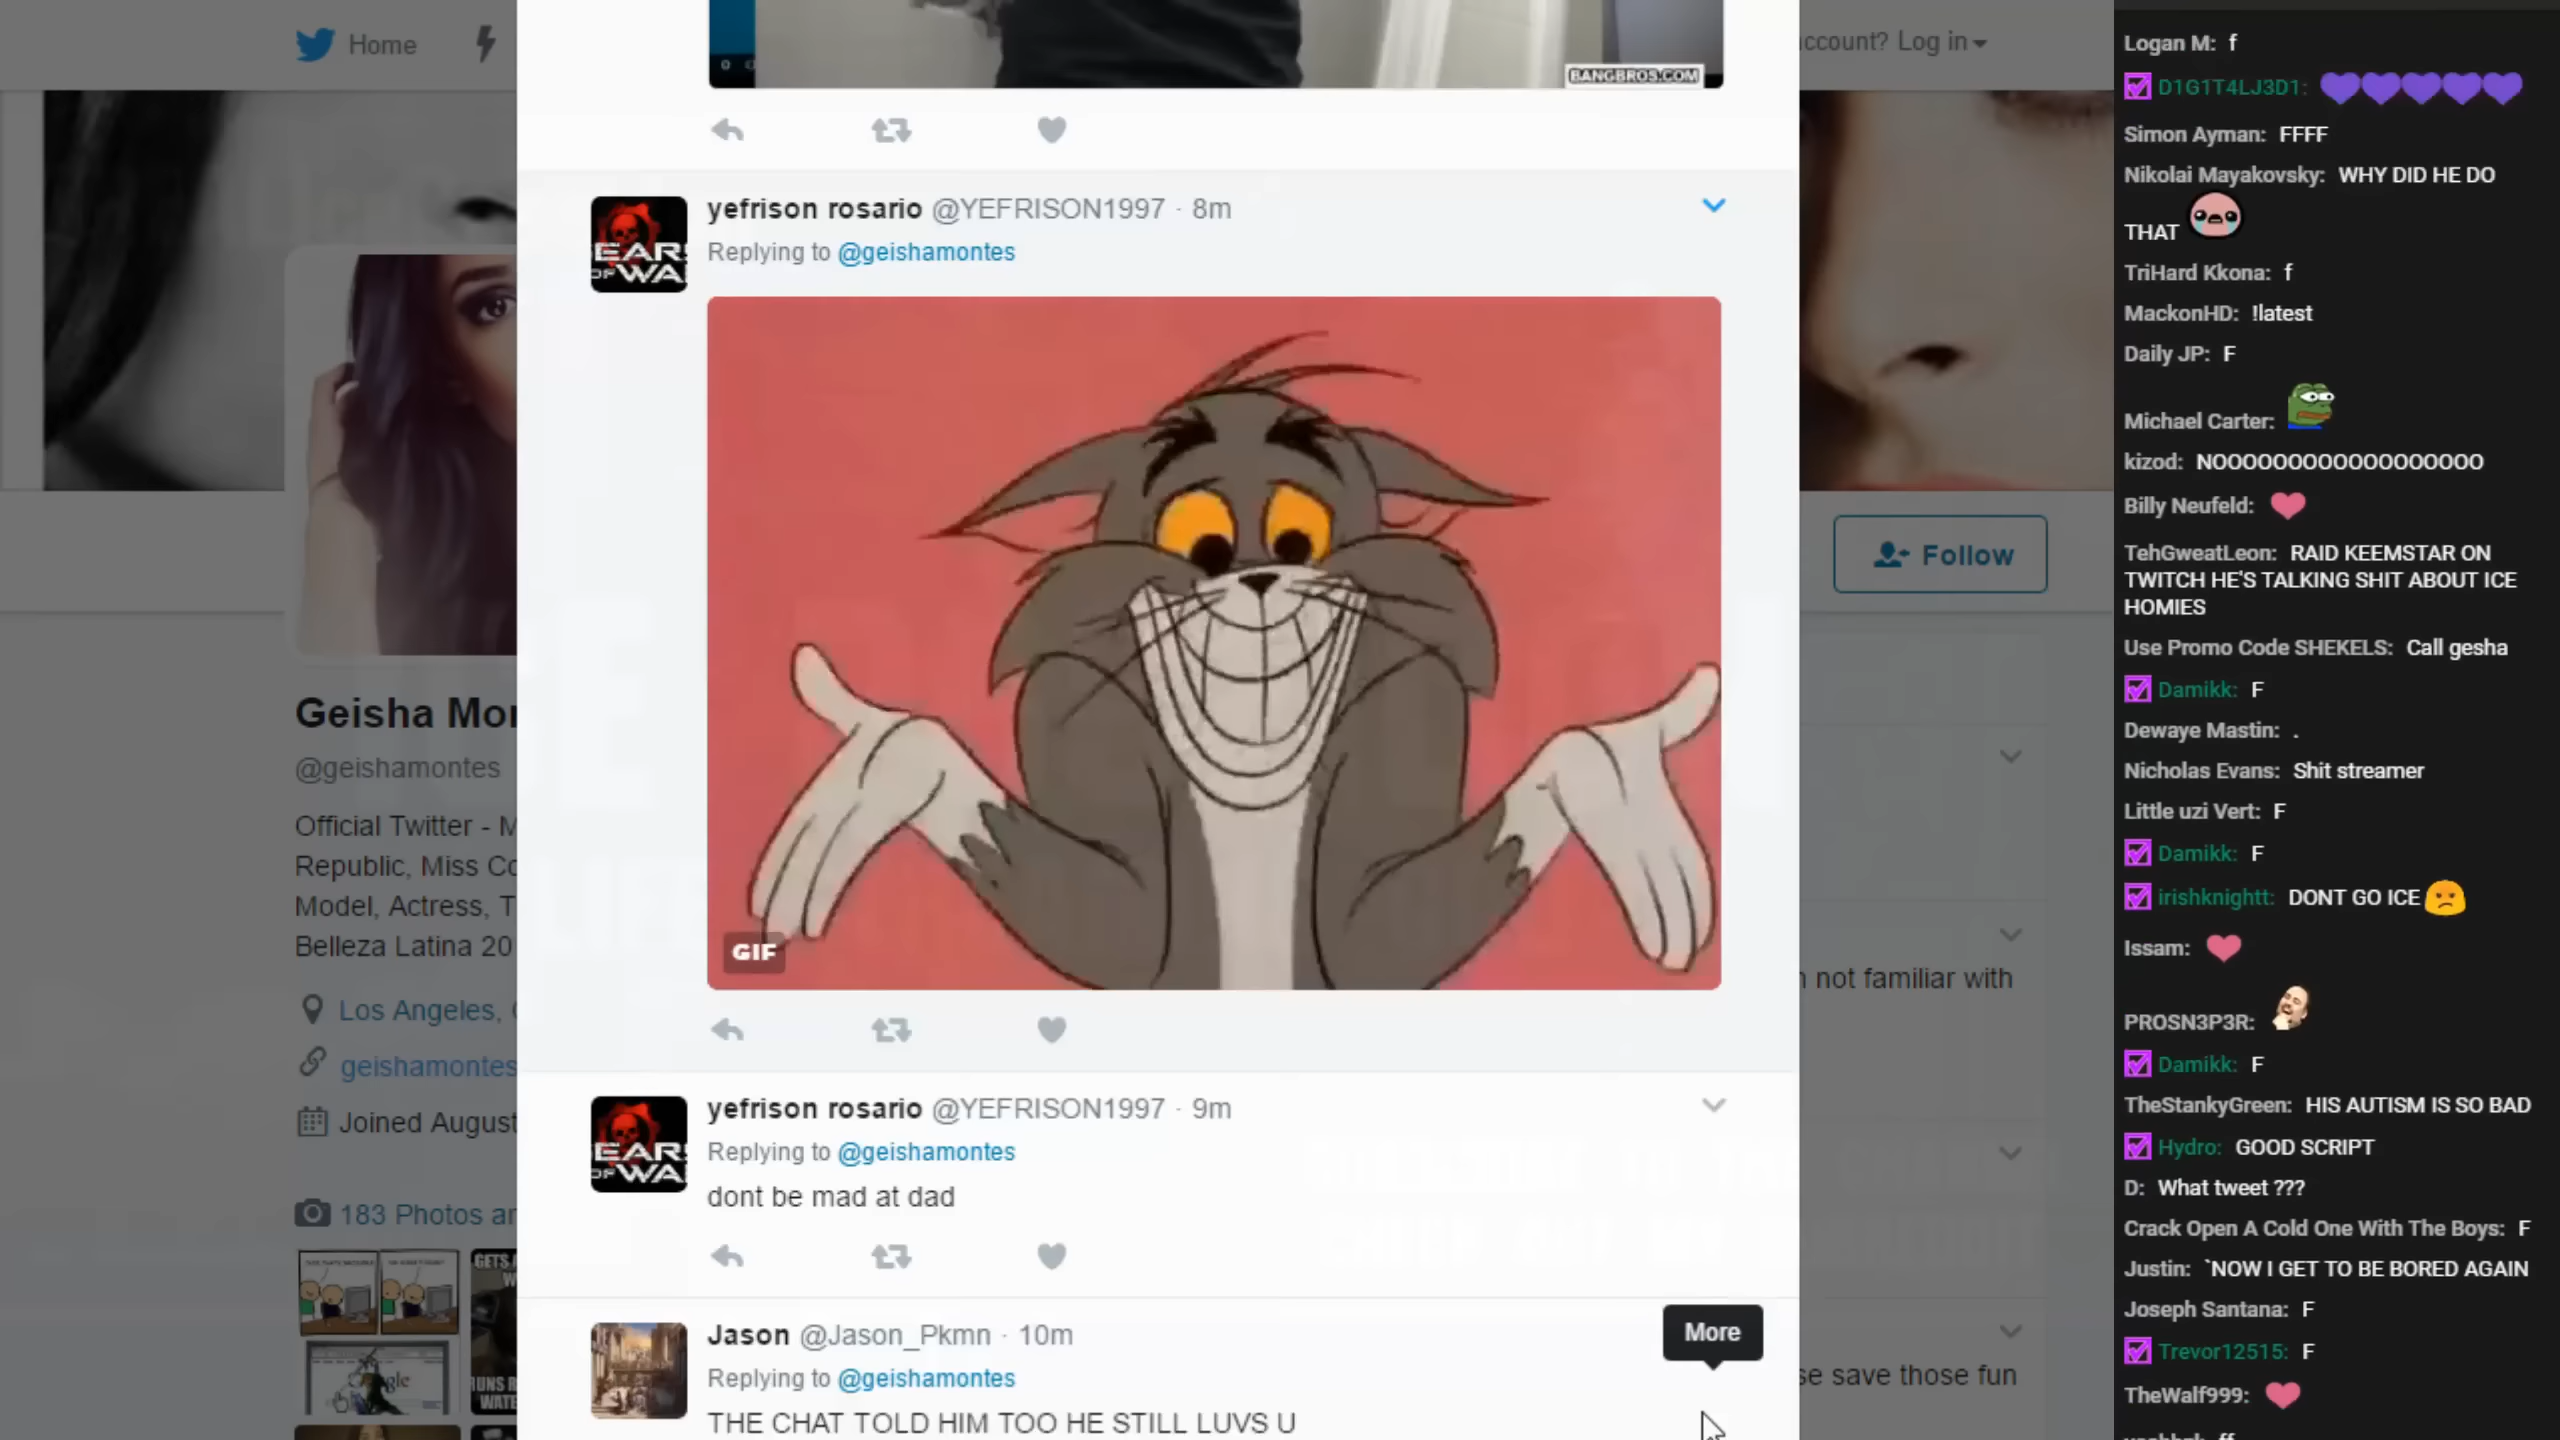 Home
ccount? Log in
BANGBROS.COM
yefrison rosario @YEFRISON1997 · 8m
Replying to @geishamontes
EAR
OF WA
GIF
Follow
Geisha Mo
@geishamontes
Official Twitter - M
Republic, Miss Co
Model, Actress, T
Belleza Latina 20
Los Angeles,
geishamontes
Joined August
183 Photos a
GETS
not familiar with
se save those fun
yefrison rosario @YEFRISON1997 · 9m
Replying to @geishamontes
EAR
OF WA
dont be mad at dad
More
Jason @Jason_Pkmn · 10m
Replying to @geishamontes
THE CHAT TOLD HIM TOO HE STILL LUVS U
Logan M: f
D1G1T4LJ3D1:
Simon Ayman: FFFF
Nikolai Mayakovsky: WHY DID HE DO
THAT
TriHard Kkona: f
MackonHD: !latest
Daily JP: F
Michael Carter:
kizod: NOOOOOOOOOOOOOOOOOO
Billy Neufeld:
TehGweatLeon: RAID KEEMSTAR ON
TWITCH HE'S TALKING SHIT ABOUT ICE
HOMIES
Use Promo Code SHEKELS: Call gesha
Damikk: F
Dewaye Mastin: .
Nicholas Evans: Shit streamer
Little uzi Vert: F
Damikk: F
irishknightt: DONT GO ICE
Issam:
PROSN3P3R:
Damikk: F
TheStankyGreen: HIS AUTISM IS SO BAD
Hydro: GOOD SCRIPT
D: What tweet ???
Crack Open A Cold One With The Boys: F
Justin: `NOW I GET TO BE BORED AGAIN
Joseph Santana: F
Trevor12515: F
TheWalf999: